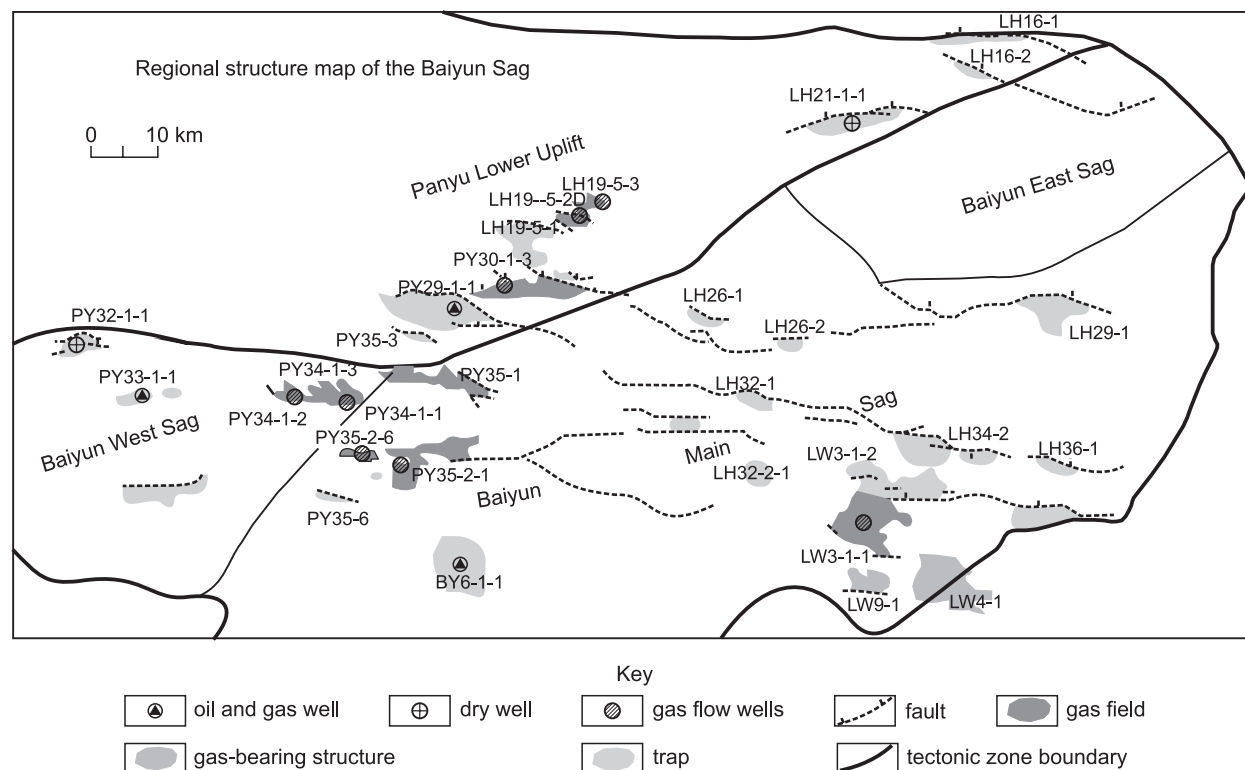 LH16-1
Regional structure map of the Baiyun Sag
LH16-2
LH21-1-1
0 10 km
Panyu Lower Uplift
LH19-5-3
LH19--5-2D
Baiyun East Sag
LH19-5-1
PY30-1-3
PY29-1-1
LH26-1
PY32-1-1
LH26-2
LH29-1
PY35-3
PY33-1-1
PY34-1-3
PY35-1
LH32-1
Sag
PY34-1-2
PY34-1-1
Baiyun West Sag
PY35-2-6
Main
LW3-1-2
LH34-2
LH36-1
PY35-2-1
LH32-2-1
Baiyun
PY35-6
LW3-1-1
BY6-1-1
LW9-1
LW4-1
Key
oil and gas well
dry well
gas flow wells
fault
gas field
gas-bearing structure
trap
tectonic zone boundary